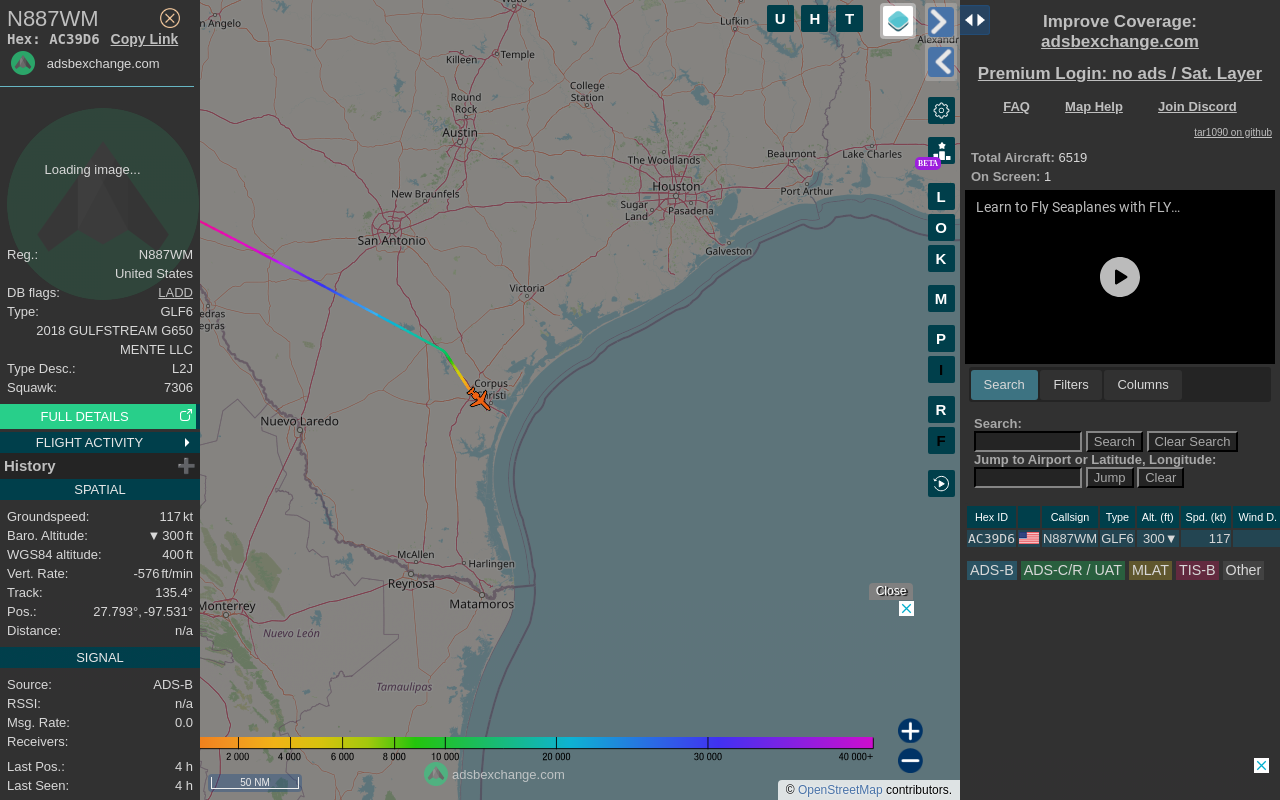 N887WM
Hex: AC39D6 Copy Link
adsbexchange.com
Loading image...
Reg.: N887WM
United States
DB flags: LADD
Type: GLF6
2018 GULFSTREAM G650
MENTE LLC
Type Desc.: L2J
Squawk: 7306
FULL DETAILS
FLIGHT ACTIVITY
History
SPATIAL
Groundspeed: 117 kt
Baro. Altitude: ▼ 300 ft
WGS84 altitude: 400 ft
Vert. Rate: -576 ft/min
Track: 135.4°
Pos.: 27.793°, -97.531°
Distance: n/a
SIGNAL
Source: ADS-B
RSSI: n/a
Msg. Rate: 0.0
Receivers:
Last Pos.: 4 h
Last Seen: 4 h
Waco
n Angelo
Lufkin
Alexandr
Killeen
Temple
College
Station
Round
Rock
Austin
The Woodlands
Beaumont
Lake Charles
New Braunfels
Houston
Port Arthur
Sugar
Land
Pasadena
San Antonio
Galveston
Victoria
edras
egras
Corpus
risti
Nuevo Laredo
McAllen
Harlingen
Reynosa
Matamoros
Monterrey
Nuevo León
Tamaulipas
U H T
BETA
L
O
K
M
P
I
R
F
Close
2 000 4 000 6 000 8 000 10 000 20 000 30 000 40 000+
50 NM
adsbexchange.com
© OpenStreetMap contributors.
Improve Coverage:
adsbexchange.com
Premium Login: no ads / Sat. Layer
FAQ Map Help Join Discord
tar1090 on github
Total Aircraft: 6519
On Screen: 1
Learn to Fly Seaplanes with FLY...
Search Filters Columns
Search:
Search Clear Search
Jump to Airport or Latitude, Longitude:
Jump Clear
Hex ID Callsign Type Alt. (ft) Spd. (kt) Wind D.
AC39D6 N887WM GLF6 300▼ 117
ADS-B ADS-C/R / UAT MLAT TIS-B Other